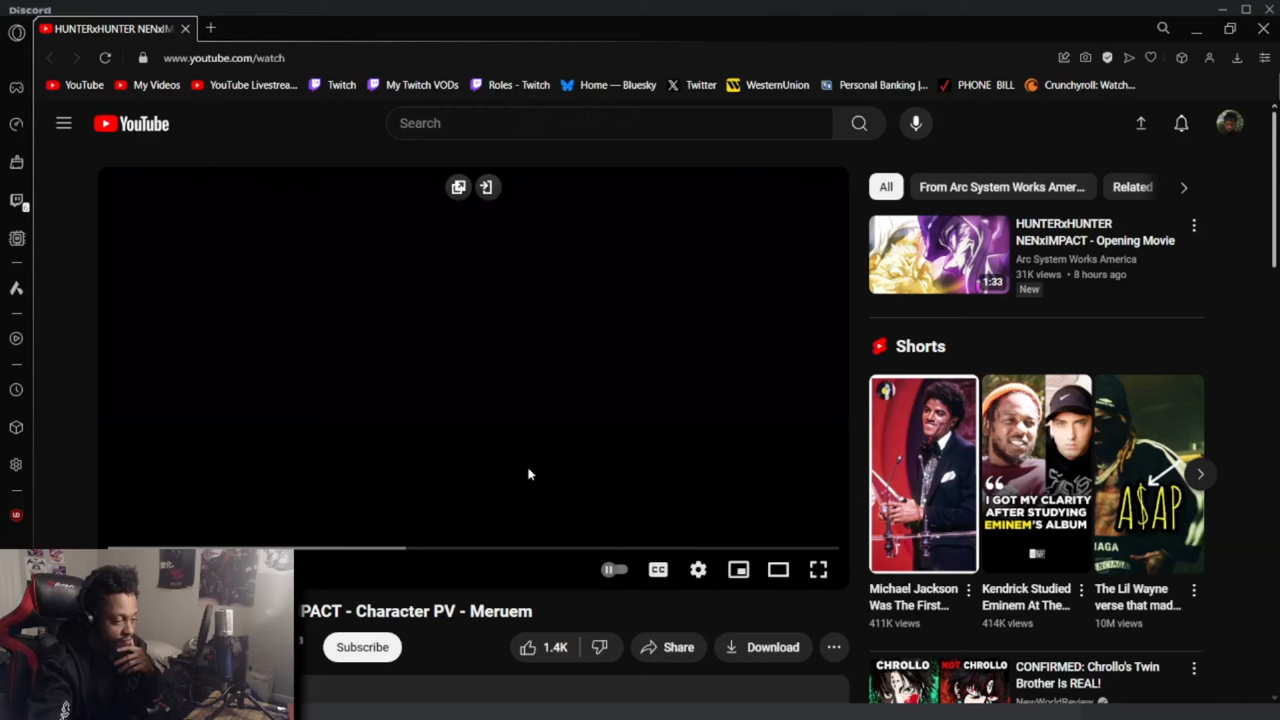 Discord
HUNTERxHUNTER NENxIM
www.youtube.com/watch
YouTube
My Videos
YouTube Livestrea...
Twitch
My Twitch VODs
Roles - Twitch
Home — Bluesky
Twitter
WesternUnion
Personal Banking |...
PHONE BILL
Crunchyroll: Watch...
YouTube
Search
All
From Arc System Works Amer...
Related
HUNTERxHUNTER
NENxIMPACT - Opening Movie
Arc System Works America
31K views • 8 hours ago
New
1:33
Shorts
I GOT MY CLARITY
AFTER STUDYING
EMINEM'S ALBUM
A$AP
Michael Jackson
Was The First...
411K views
Kendrick Studied
Eminem At The...
414K views
The Lil Wayne
verse that mad...
10M views
CC
PACT - Character PV - Meruem
Subscribe
1.4K
Share
Download
CHROLLO
NOT CHROLLO
CONFIRMED: Chrollo's Twin
Brother Is REAL!
NewWorldReview